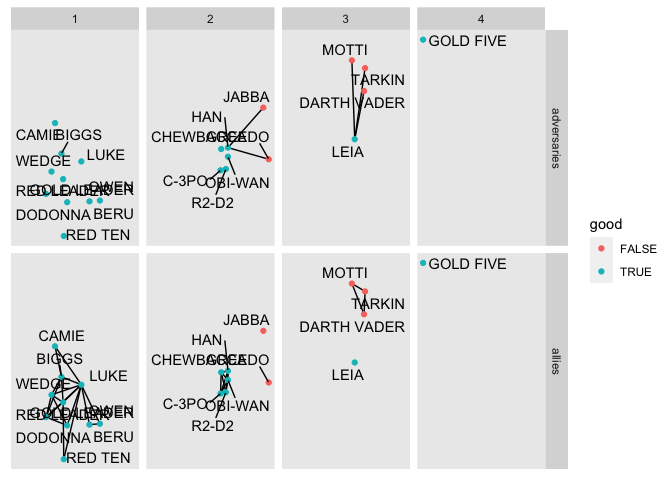 1 2 3 4
GOLD FIVE
MOTTI
TARKIN
JABBA
DARTH VADER
HAN
CAMIE BIGGS
CHEWBACCA GREEDO
LEIA
WEDGE LUKE
C-3PO OBI-WAN
RED LEADER GOLD LEADER OWEN
R2-D2
DODONNA BERU
RED TEN
adversaries
GOLD FIVE
MOTTI
TARKIN
JABBA
DARTH VADER
CAMIE
HAN
BIGGS
CHEWBACCA GREEDO
LUKE
LEIA
WEDGE
C-3PO OBI-WAN
RED LEADER GOLD LEADER OWEN
R2-D2
DODONNA BERU
RED TEN
allies
good
FALSE
TRUE